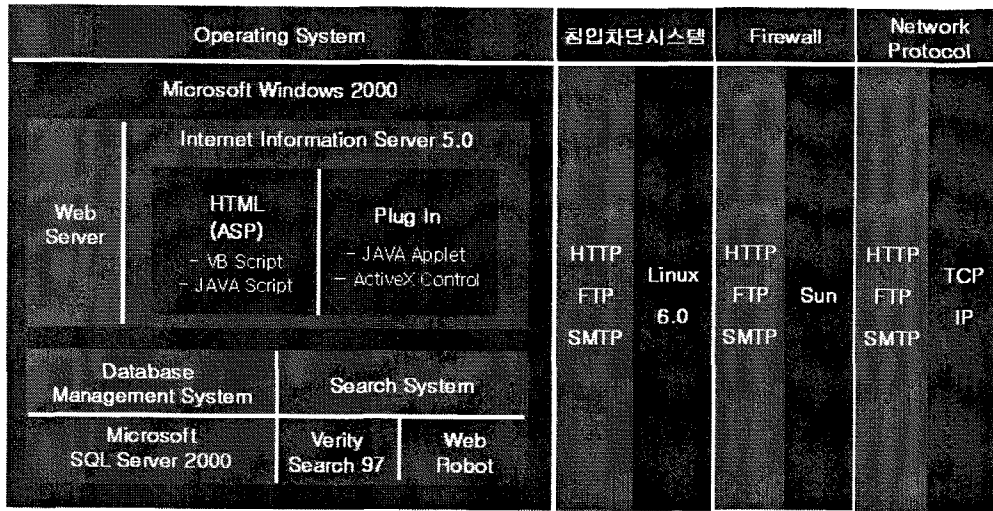 Operating System
침입차단시스템
Firewall
Network
Protocol
Microsoft Windows 2000
Internet Information Server 5.0
Web
Server
HTML
(ASP)
- VB Script
- JAVA Script
Plug In
- JAVA Applet
- ActiveX Control
Database
Management System
Search System
Microsoft
SQL Server 2000
Verity
Search 97
Web
Robot
HTTP
FTP
SMTP
Linux
6.0
HTTP
FTP
SMTP
Sun
HTTP
FTP
SMTP
TCP
IP